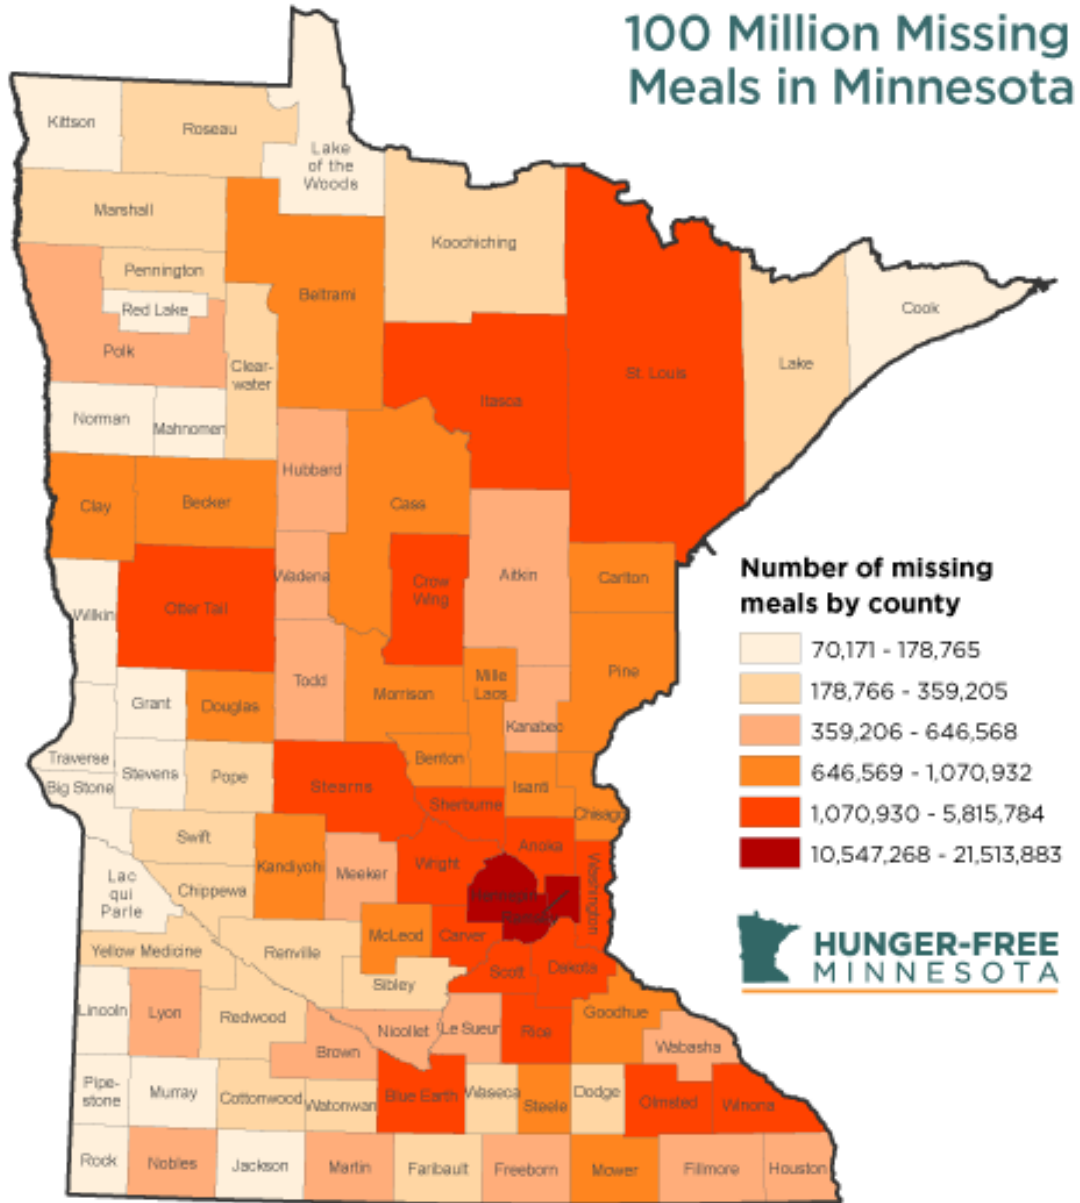 100 Million Missing
Meals in Minnesota
Kittson
Roseau
Lake
of the
Woods
Marshall
Koochiching
Pennington
Beltrami
Red Lake
Cook
Polk
Clear-
water
Lake
St. Louis
Itasca
Norman
Mahnomen
Hubbard
Clay
Becker
Cass
Wadena
Crow
Wing
Aitkin
Carlton
Otter Tail
Wilkin
Number of missing
meals by county
70,171 - 178,765
178,766 - 359,205
359,206 - 646,568
646,569 - 1,070,932
1,070,930 - 5,815,784
10,547,268 - 21,513,883
Todd
Mille
Lacs
Pine
Grant
Douglas
Morrison
Kanabec
Traverse
Stevens
Pope
Benton
Big Stone
Stearns
Isanti
Sherburne
Chisago
Swift
Anoka
Kandiyohi
Meeker
Wright
Washington
Lac
qui
Parle
Chippewa
Hennepin
Ramsey
McLeod
Carver
Yellow Medicine
Renville
Scott
Dakota
Sibley
HUNGER-FREE
MINNESOTA
Lincoln
Lyon
Redwood
Nicollet
Le Sueur
Rice
Goodhue
Brown
Wabasha
Pipe-
stone
Murray
Cottonwood
Watonwan
Blue Earth
Waseca
Steele
Dodge
Olmsted
Winona
Rock
Nobles
Jackson
Martin
Faribault
Freeborn
Mower
Fillmore
Houston